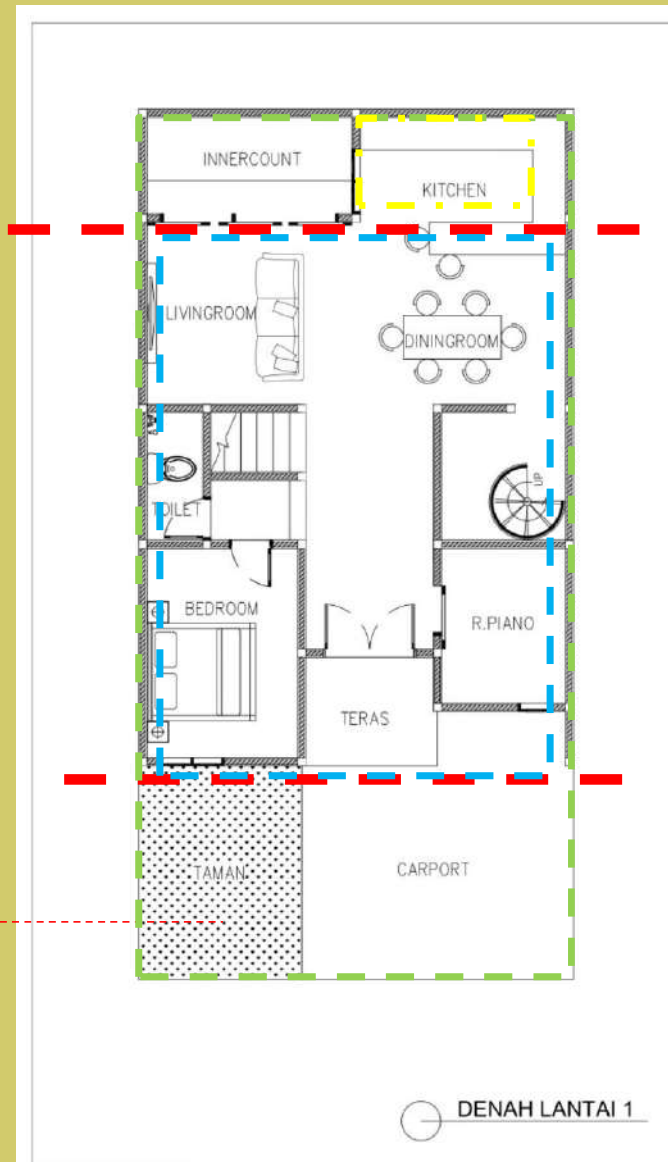 INNERCOUNT
KITCHEN
LIVINGROOM
DININGROOM
TOILET
UP
BEDROOM
R.PIANO
TERAS
TAMAN
CARPORT
DENAH LANTAI 1